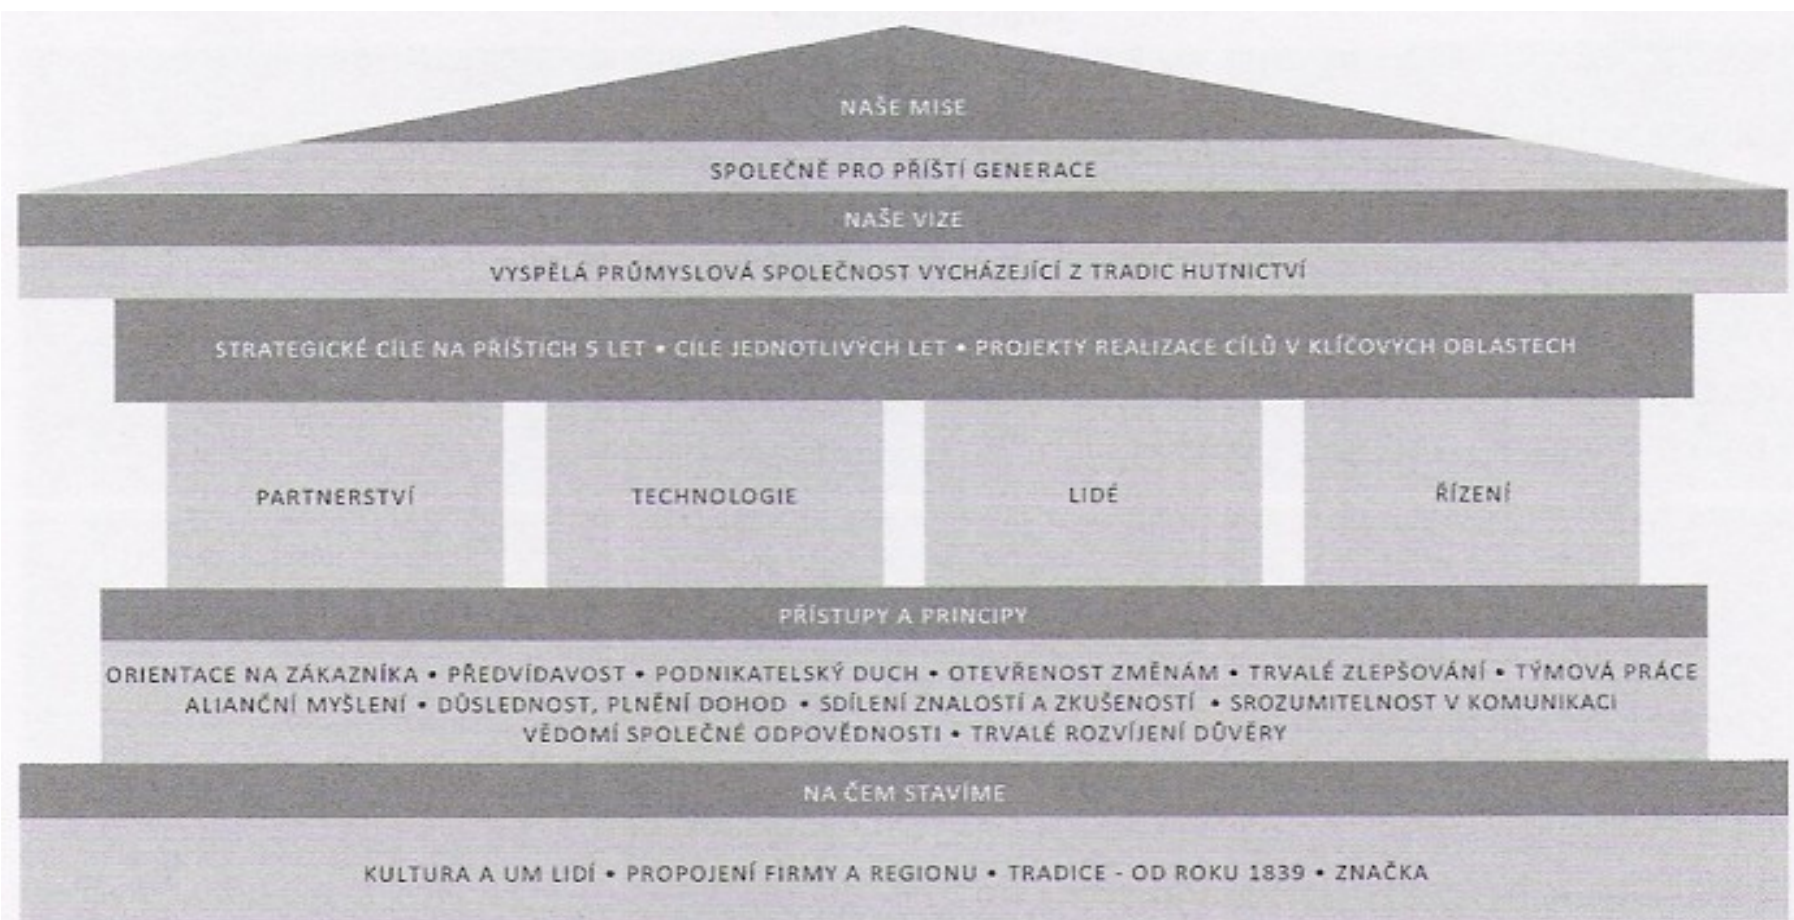 NAŠE MISE
SPOLEČNĚ PRO PŘÍŠTÍ GENERACE
NAŠE VIZE
VYSPĚLÁ PRŮMYSLOVÁ SPOLEČNOST VYCHÁZEJÍCÍ Z TRADIC HUTNICTVÍ
STRATEGICKÉ CÍLE NA PŘÍŠTICH 5 LET • CÍLE JEDNOTLIVÝCH LET • PROJEKTY REALIZACE CÍLŮ V KLÍČOVÝCH OBLASTECH
PARTNERSTVÍ TECHNOLOGIE LIDÉ ŘÍZENÍ
PŘÍSTUPY A PRINCIPY
ORIENTACE NA ZÁKAZNÍKA • PŘEDVÍDAVOST • PODNIKATELSKÝ DUCH • OTEVŘENOST ZMĚNÁM • TRVALÉ ZLEPŠOVÁNÍ • TÝMOVÁ PRÁCE
ALIANČNÍ MYŠLENÍ • DŮSLEDNOST, PLNĚNÍ DOHOD • SDÍLENÍ ZNALOSTÍ A ZKUŠENOSTÍ • SROZUMITELNOST V KOMUNIKACI
VĚDOMÍ SPOLEČNÉ ODPOVĚDNOSTI • TRVALÉ ROZVÍJENÍ DŮVĚRY
NA ČEM STAVÍME
KULTURA A UM LIDÍ • PROPOJENÍ FIRMY A REGIONU • TRADICE - OD ROKU 1839 • ZNAČKA